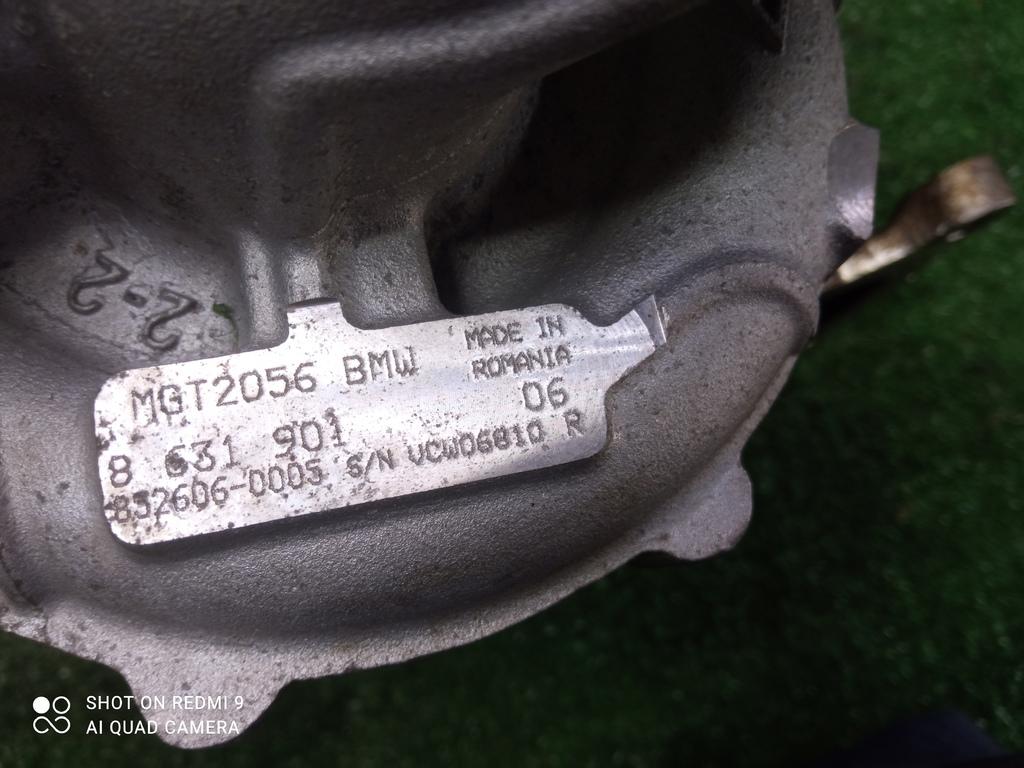 2-2
MGT2056 BMW
MADE IN
ROMANIA
06
8 631 901
852606-0003 S/N VCW06810 R
SHOT ON REDMI 9
AI QUAD CAMERA